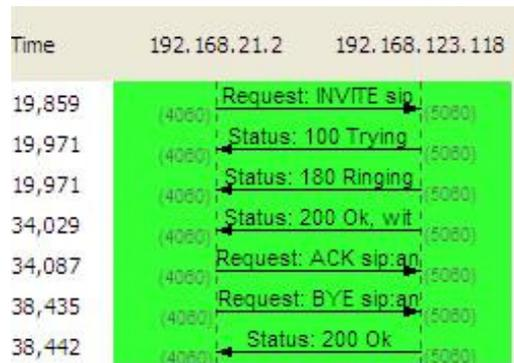 Time 192.168.21.2 192.168.123.118
19,859 Request: INVITE sip
(4060) (5060)
19,971 Status: 100 Trying
(4060) (5060)
19,971 Status: 180 Ringing
(4060) (5060)
34,029 Status: 200 Ok, wit
(4060) (5060)
34,087 Request: ACK sip:an
(4060) (5060)
38,435 Request: BYE sip:an
(4060) (5060)
38,442 Status: 200 Ok
(4060) (5060)